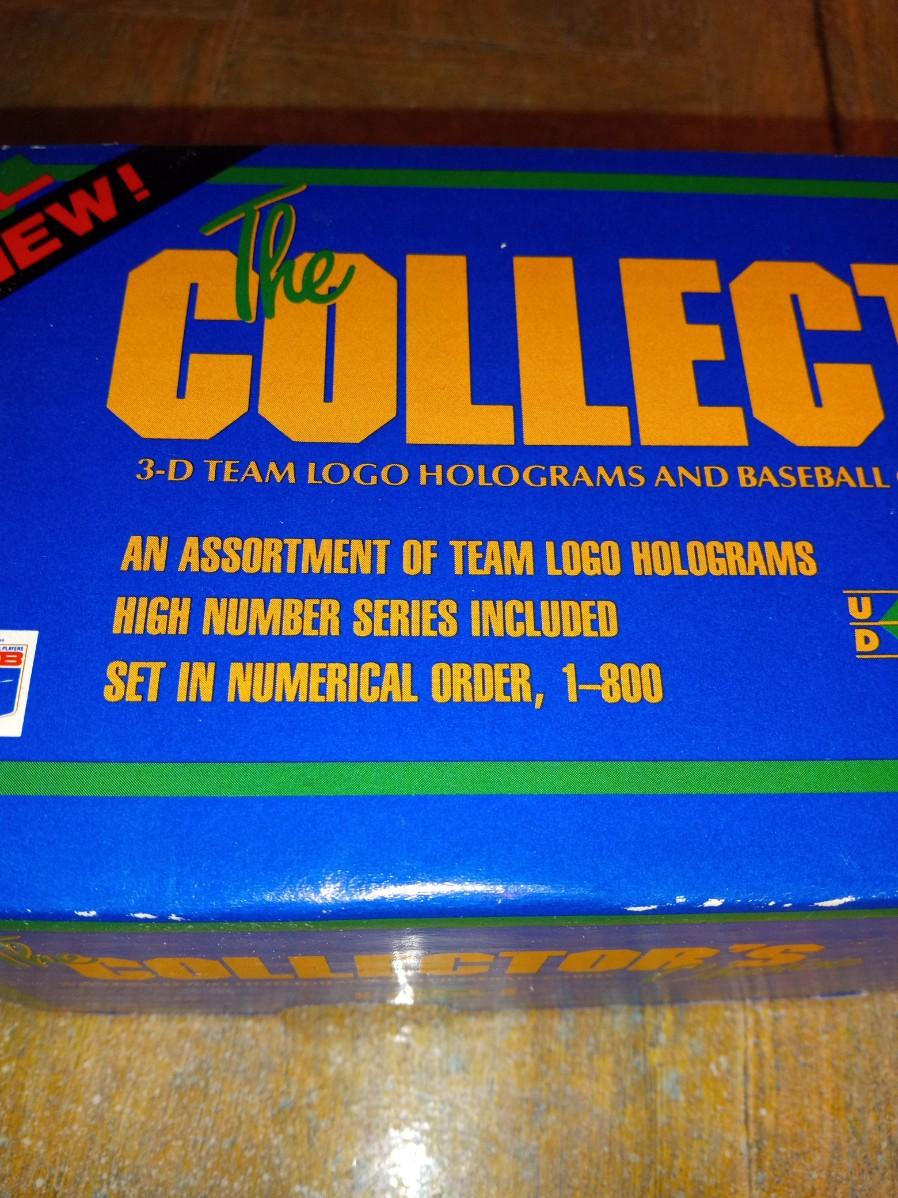 NEW!
The
COLLECT
3-D TEAM LOGO HOLOGRAMS AND BASEBALL
AN ASSORTMENT OF TEAM LOGO HOLOGRAMS
HIGH NUMBER SERIES INCLUDED
U
D
SET IN NUMERICAL ORDER, 1–800
The
COLLECTOR'S